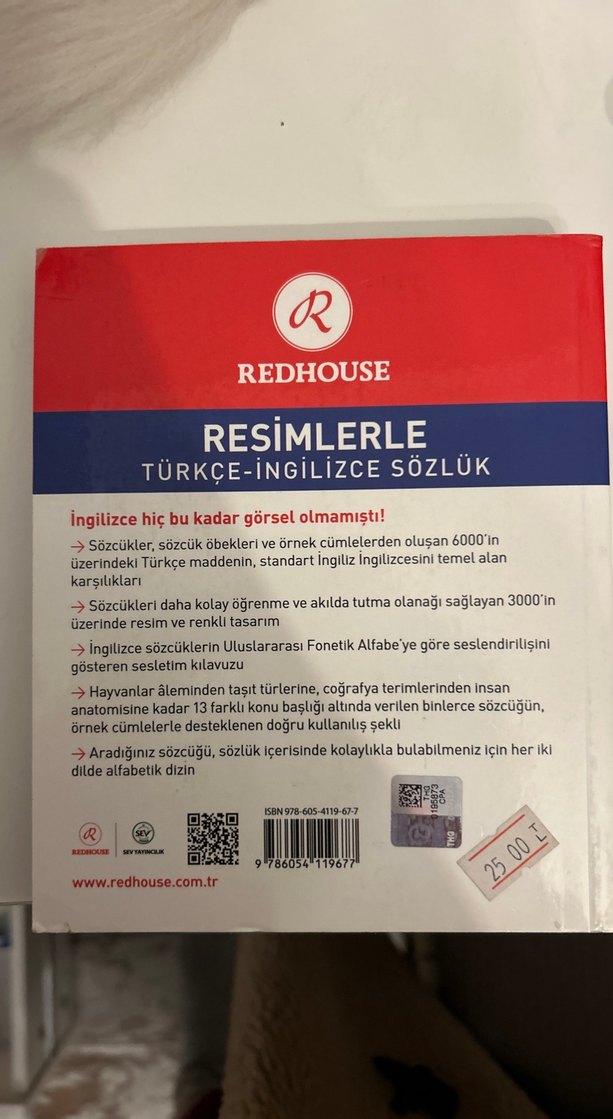 R
REDHOUSE
RESİMLERLE
TÜRKÇE-İNGİLİZCE SÖZLÜK
İngilizce hiç bu kadar görsel olmamıştı!
→ Sözcükler, sözcük öbekleri ve örnek cümlelerden oluşan 6000'in
üzerindeki Türkçe maddenin, standart İngiliz İngilizcesini temel alan
karşılıkları
→ Sözcükleri daha kolay öğrenme ve akılda tutma olanağı sağlayan 3000'in
üzerinde resim ve renkli tasarım
→ İngilizce sözcüklerin Uluslararası Fonetik Alfabe'ye göre seslendirilişini
gösteren sesletim kılavuzu
→ Hayvanlar âleminden taşıt türlerine, coğrafya terimlerinden insan
anatomisine kadar 13 farklı konu başlığı altında verilen binlerce sözcüğün,
örnek cümlelerle desteklenen doğru kullanılış şekli
→ Aradığınız sözcüğü, sözlük içerisinde kolaylıkla bulabilmeniz için her iki
dilde alfabetik dizin
R
REDHOUSE
SEV
SEV YAYINCILIK
ISBN 978-605-4119-67-7
9 786054 119677
THG
0195873
CPA
THG
25 00 TL
www.redhouse.com.tr